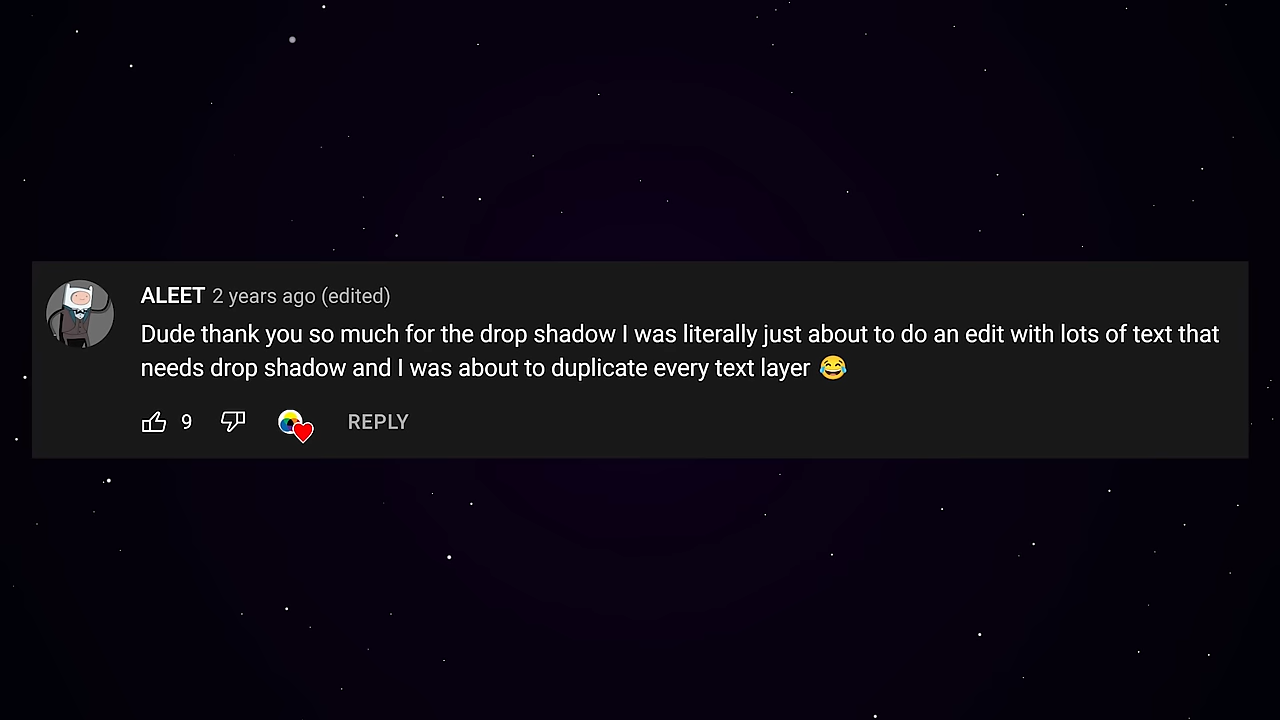 ALEET 2 years ago (edited)
Dude thank you so much for the drop shadow I was literally just about to do an edit with lots of text that
needs drop shadow and I was about to duplicate every text layer 😂
9 REPLY